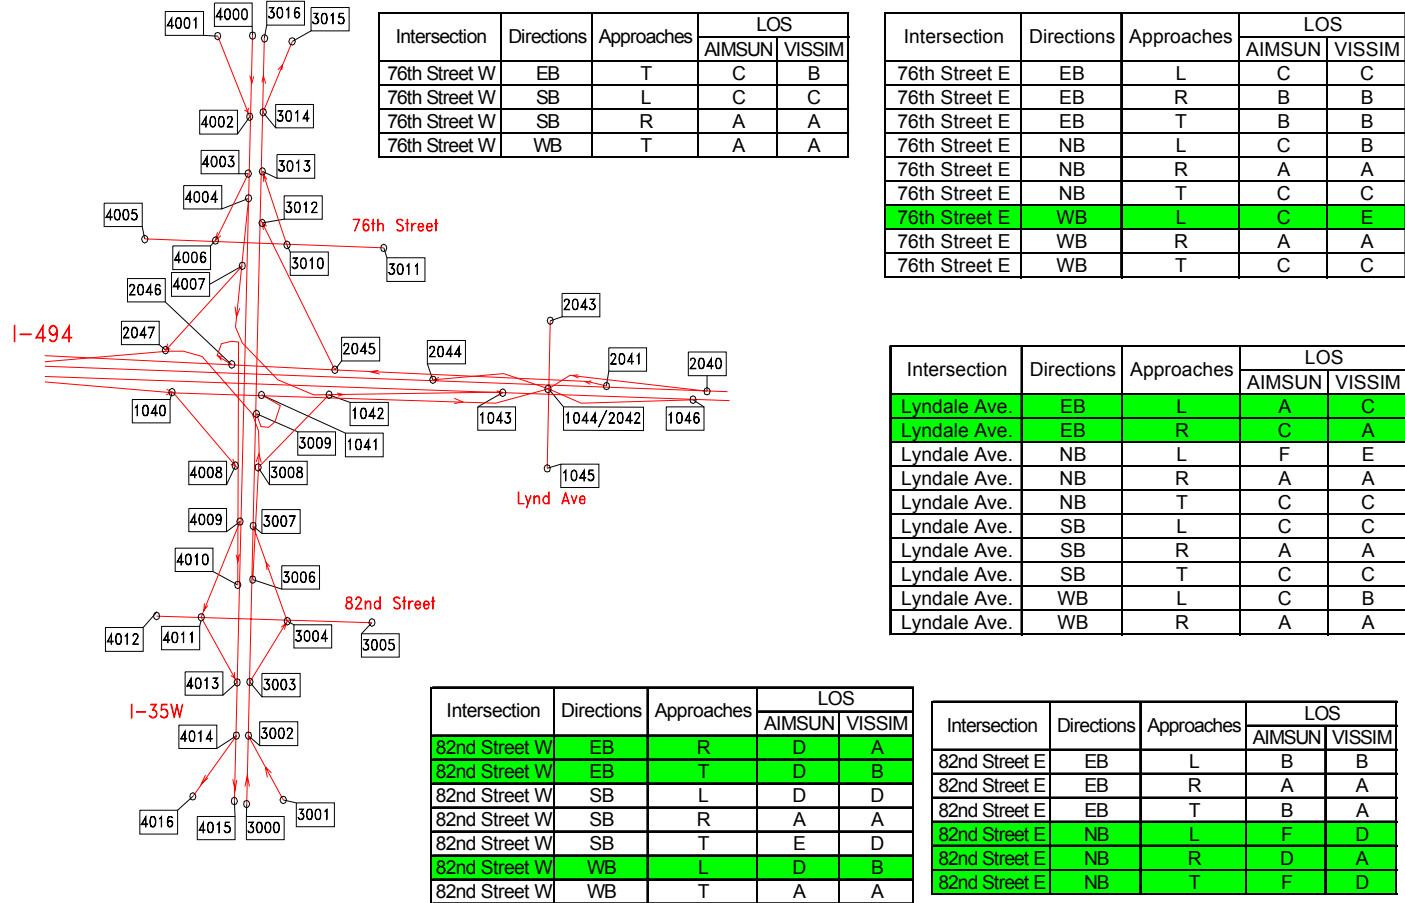 4001
4000
3016
3015
4002
3014
4003
3013
4004
3012
4005
76th Street
4006
3010
3011
4007
2046
2043
I-494
2047
2045
2044
2041
2040
1040
1042
1043
1044/2042
1046
3009
1041
4008
3008
1045
Lynd Ave
4009
3007
4010
3006
82nd Street
4012
4011
3004
3005
4013
3003
I-35W
4014
3002
4016
4015
3000
3001
Intersection Directions Approaches LOS
AIMSUN VISSIM
76th Street W EB T C B
76th Street W SB L C C
76th Street W SB R A A
76th Street W WB T A A
Intersection Directions Approaches LOS
AIMSUN VISSIM
76th Street E EB L C C
76th Street E EB R B B
76th Street E EB T B B
76th Street E NB L C B
76th Street E NB R A A
76th Street E NB T C C
76th Street E WB L C E
76th Street E WB R A A
76th Street E WB T C C
Intersection Directions Approaches LOS
AIMSUN VISSIM
Lyndale Ave. EB L A C
Lyndale Ave. EB R C A
Lyndale Ave. NB L F E
Lyndale Ave. NB R A A
Lyndale Ave. NB T C C
Lyndale Ave. SB L C C
Lyndale Ave. SB R A A
Lyndale Ave. SB T C C
Lyndale Ave. WB L C B
Lyndale Ave. WB R A A
Intersection Directions Approaches LOS
AIMSUN VISSIM
82nd Street W EB R D A
82nd Street W EB T D B
82nd Street W SB L D D
82nd Street W SB R A A
82nd Street W SB T E D
82nd Street W WB L D B
82nd Street W WB T A A
Intersection Directions Approaches LOS
AIMSUN VISSIM
82nd Street E EB L B B
82nd Street E EB R A A
82nd Street E EB T B A
82nd Street E NB L F D
82nd Street E NB R D A
82nd Street E NB T F D